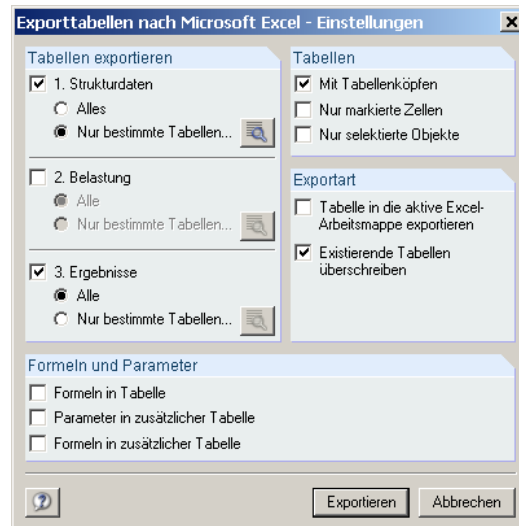 Exporttabellen nach Microsoft Excel - Einstellungen
Tabellen exportieren
1. Strukturdaten
Alles
Nur bestimmte Tabellen...
2. Belastung
Alle
Nur bestimmte Tabellen...
3. Ergebnisse
Alle
Nur bestimmte Tabellen...
Tabellen
Mit Tabellenköpfen
Nur markierte Zellen
Nur selektierte Objekte
Exportart
Tabelle in die aktive Excel-
Arbeitsmappe exportieren
Existierende Tabellen
überschreiben
Formeln und Parameter
Formeln in Tabelle
Parameter in zusätzlicher Tabelle
Formeln in zusätzlicher Tabelle
Exportieren
Abbrechen